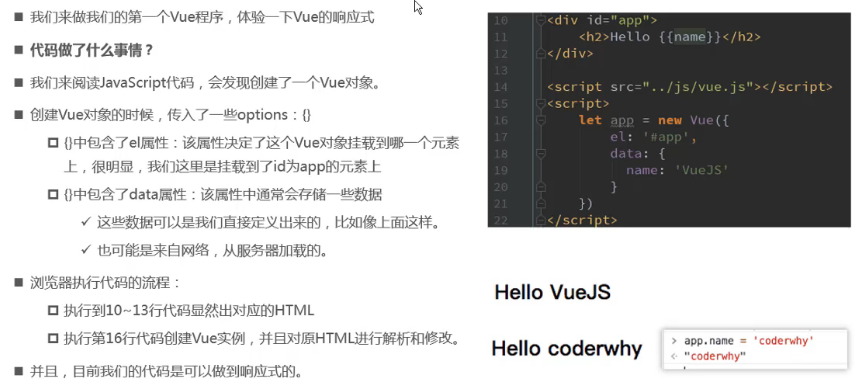 我们来做我们的第一个Vue程序，体验一下Vue的响应式
代码做了什么事情？
我们来阅读JavaScript代码，会发现创建了一个Vue对象。
创建Vue对象的时候，传入了一些options：{}
{}中包含了el属性：该属性决定了这个Vue对象挂载到哪一个元素
上，很明显，我们这里是挂载到了id为app的元素上
{}中包含了data属性：该属性中通常会存储一些数据
这些数据可以是我们直接定义出来的，比如像上面这样。
也可能是来自网络，从服务器加载的。
浏览器执行代码的流程：
执行到10~13行代码显然出对应的HTML
执行第16行代码创建Vue实例，并且对原HTML进行解析和修改。
并且，目前我们的代码是可以做到响应式的。
10 <div id="app">
11 <h2>Hello {{name}}</h2>
12 </div>
13
14 <script src="../js/vue.js"></script>
15 <script>
16 let app = new Vue({
17 el: '#app',
18 data: {
19 name: 'VueJS'
20 }
21 })
22 </script>
Hello VueJS
Hello coderwhy
> app.name = 'coderwhy'
< "coderwhy"